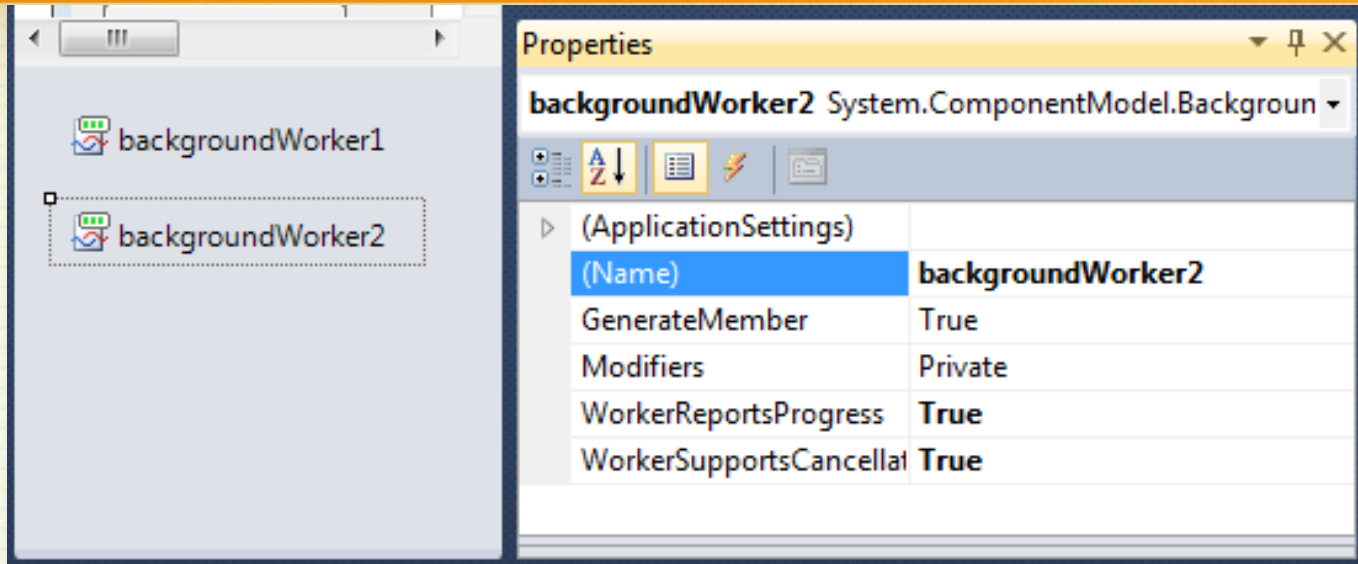 backgroundWorker1
backgroundWorker2
Properties
backgroundWorker2 System.ComponentModel.Backgroun
(ApplicationSettings)
(Name) backgroundWorker2
GenerateMember True
Modifiers Private
WorkerReportsProgress True
WorkerSupportsCancellat True